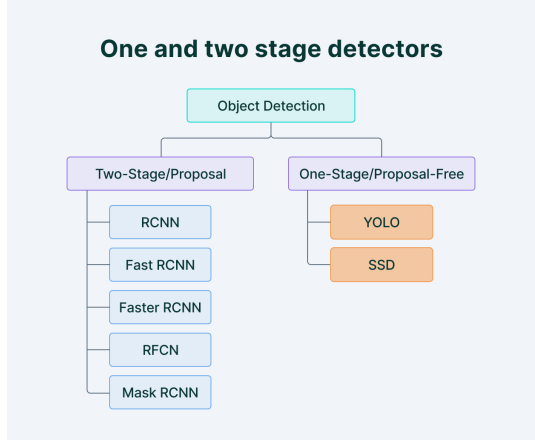 One and two stage detectors
Object Detection
Two-Stage/Proposal
RCNN
Fast RCNN
Faster RCNN
RFCN
Mask RCNN
One-Stage/Proposal-Free
YOLO
SSD